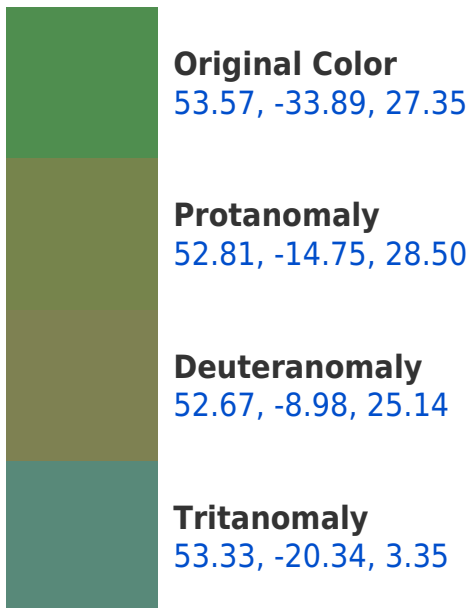 Original Color
53.57, -33.89, 27.35
Protanomaly
52.81, -14.75, 28.50
Deuteranomaly
52.67, -8.98, 25.14
Tritanomaly
53.33, -20.34, 3.35